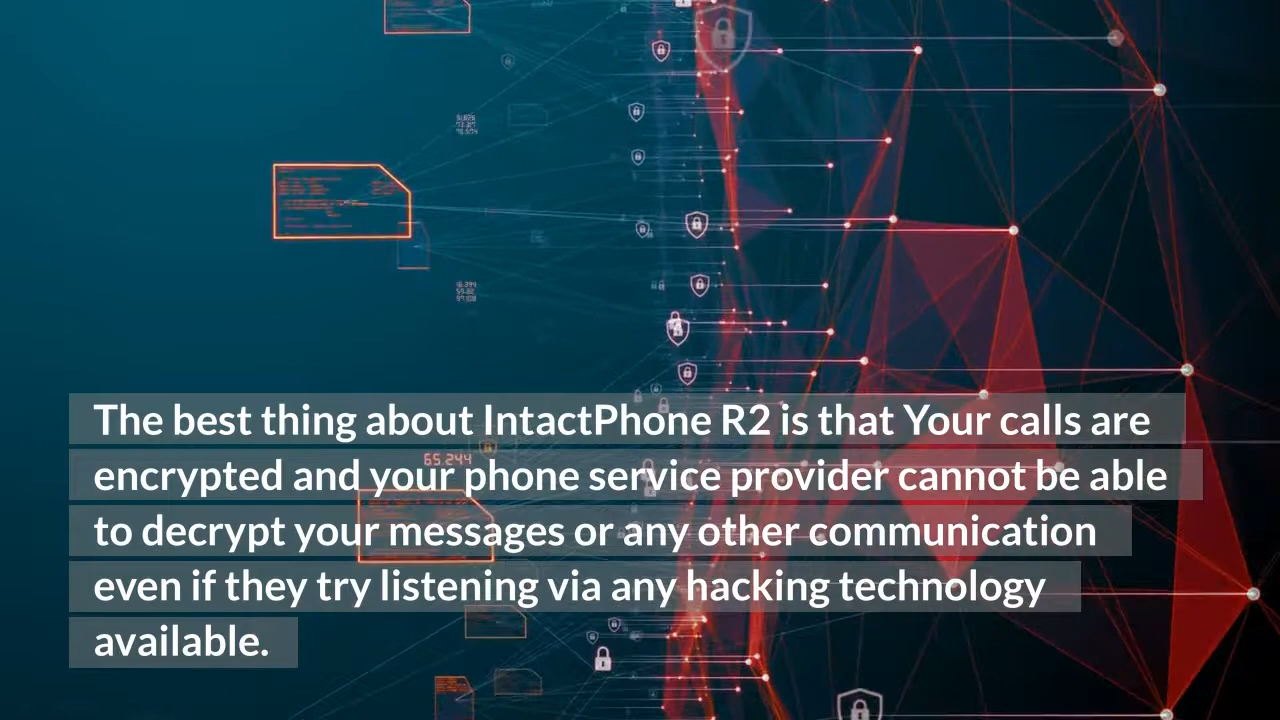 The best thing about IntactPhone R2 is that Your calls are
encrypted and your phone service provider cannot be able
65.244
to decrypt your messages or any other communication
even if they try listening via any hacking technology
available.